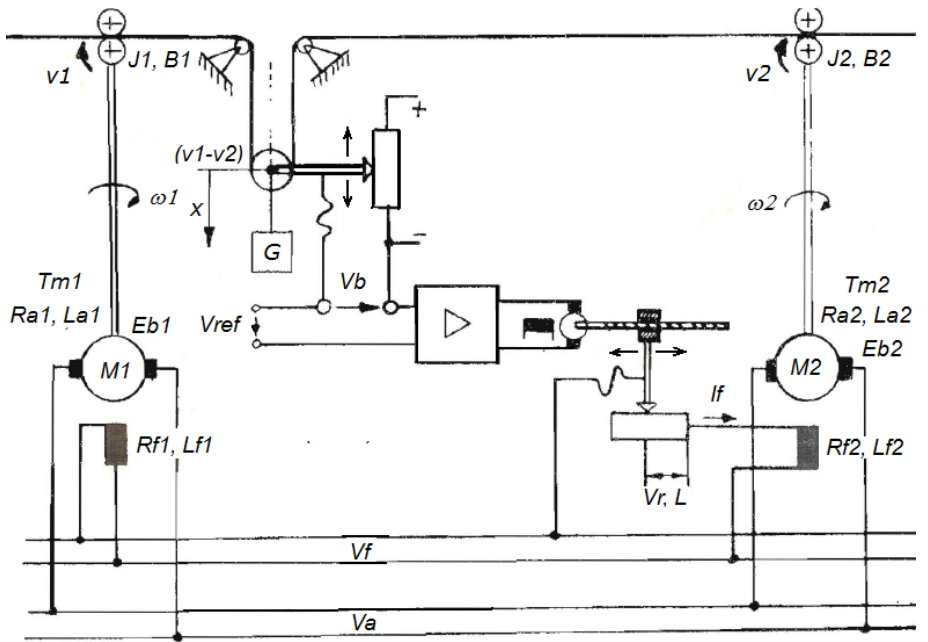 v1
J1, B1
v2
J2, B2
+
(v1-v2)
x
ω1
ω2
G
−
Tm1
Ra1, La1
Eb1
Vb
Vref
Tm2
Ra2, La2
Eb2
M1
M2
If
Rf1, Lf1
Rf2, Lf2
Vr, L
Vf
Va